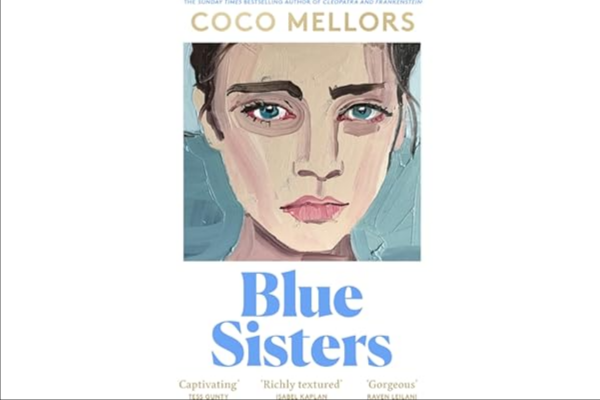 THE SUNDAY TIMES BESTSELLING AUTHOR OF CLEOPATRA AND FRANKENSTEIN
COCO MELLORS
Blue
Sisters
Captivating' 'Richly textured' 'Gorgeous'
TESS GUNTY ISABEL KAPLAN RAVEN LEILANI